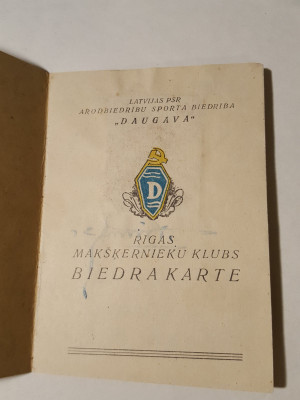 LATVIJAS PSR
ARODBIEDRĪBU SPORTA BIEDRĪBA
„DAUGAVA"
D
RĪGAS
MAKŠĶERNIEKU KLUBS
BIEDRA KARTE